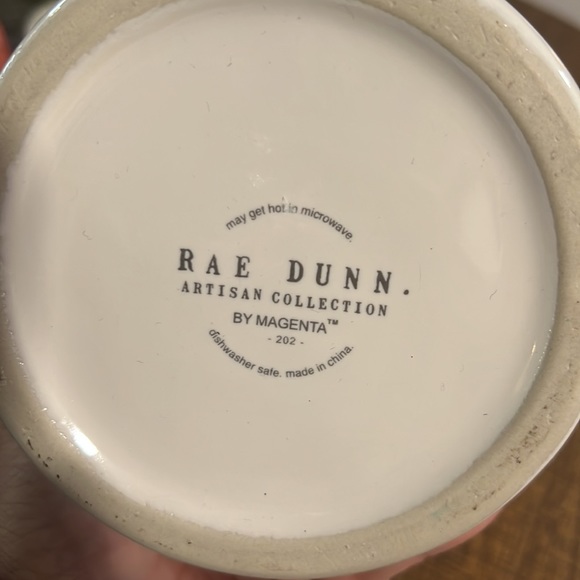 may get hot in microwave.
RAE DUNN.
ARTISAN COLLECTION
BY MAGENTA™
- 202 -
dishwasher safe. made in china.